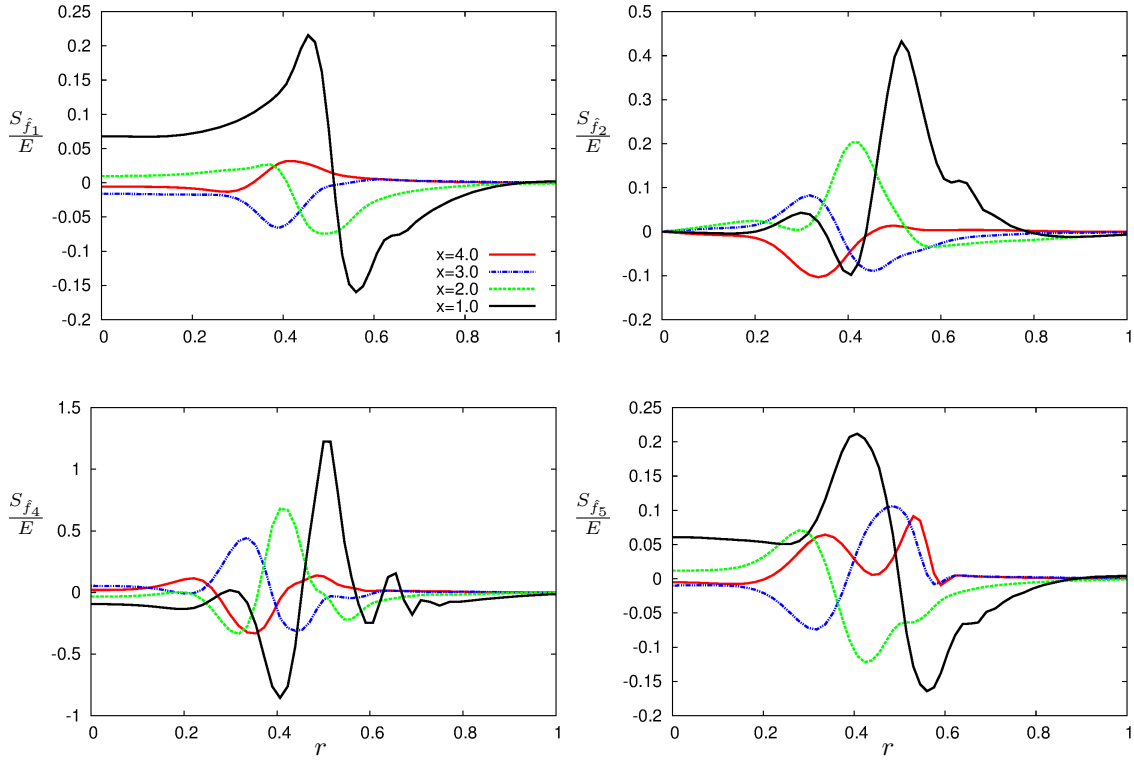 0.25
0.2
0.15
0.1
0.05
0
-0.05
-0.1
-0.15
-0.2
0 0.2 0.4 0.6 0.8 1
r
S_{\hat{f}_1}
E
x=4.0
x=3.0
x=2.0
x=1.0
0.5
0.4
0.3
0.2
0.1
0
-0.1
-0.2
0 0.2 0.4 0.6 0.8 1
r
S_{\hat{f}_2}
E
1.5
1
0.5
0
-0.5
-1
0 0.2 0.4 0.6 0.8 1
r
S_{\hat{f}_4}
E
0.25
0.2
0.15
0.1
0.05
0
-0.05
-0.1
-0.15
-0.2
0 0.2 0.4 0.6 0.8 1
r
S_{\hat{f}_5}
E